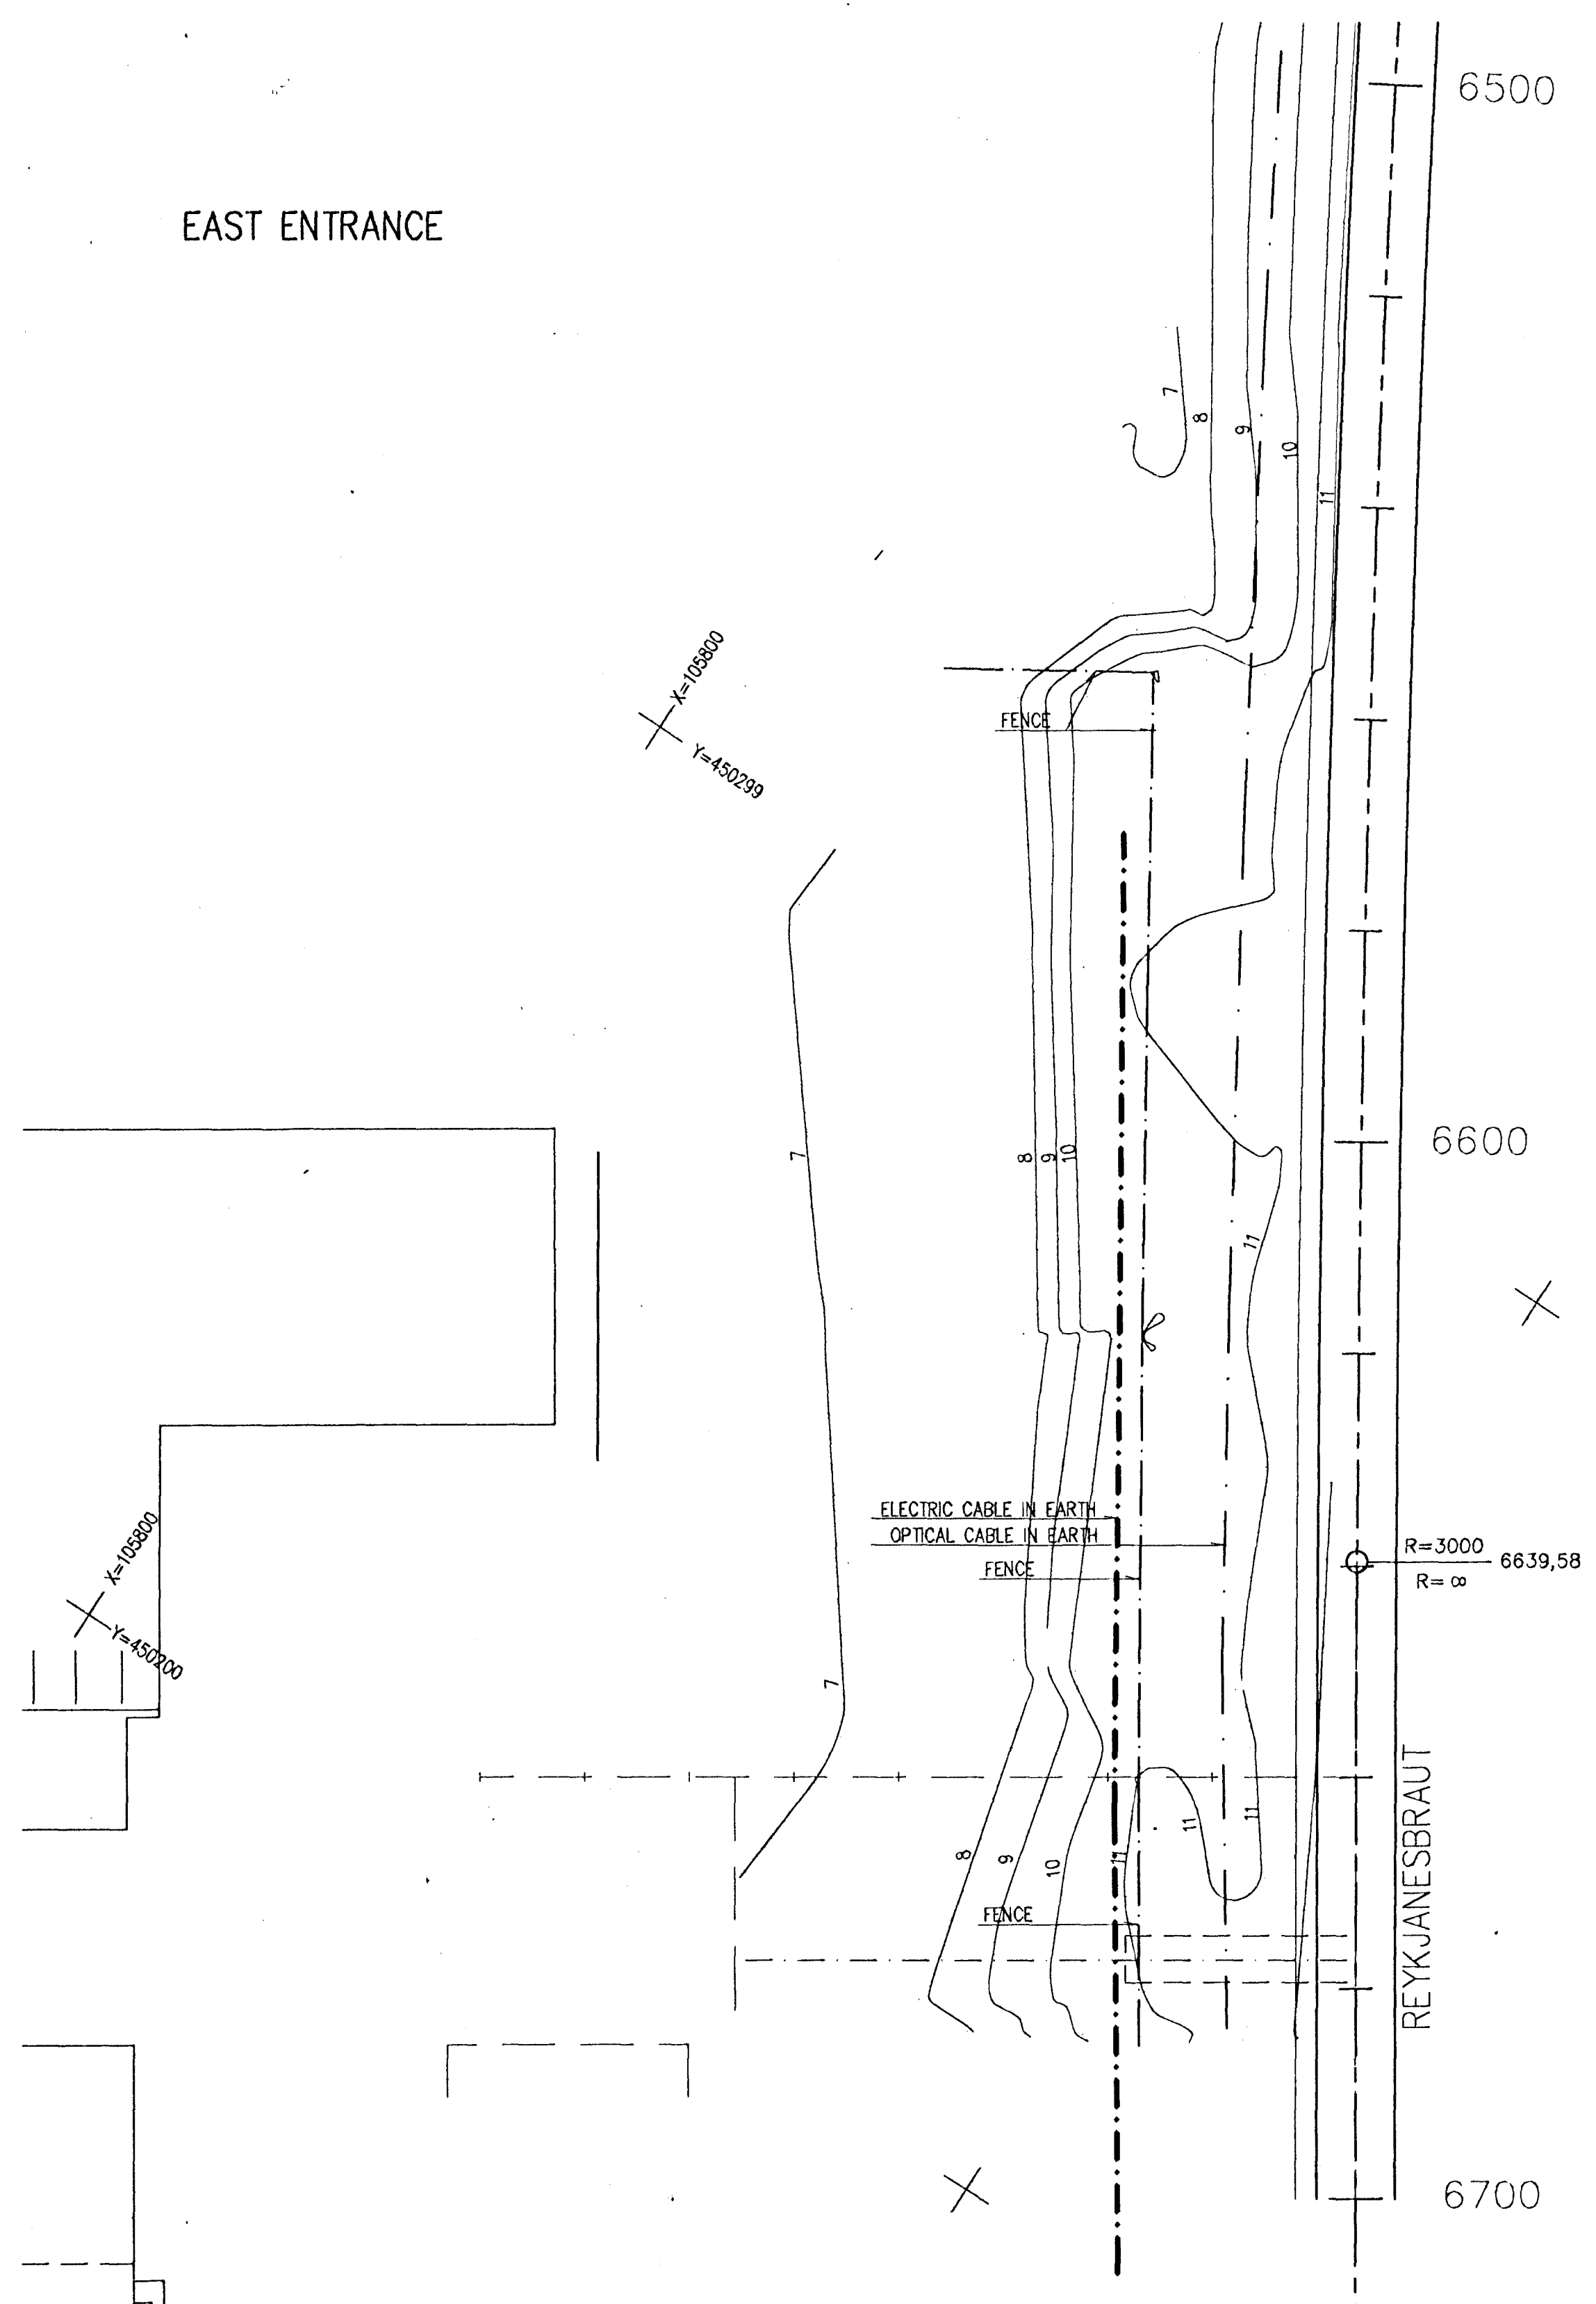 6500
EAST ENTRANCE
7
8
9
10
11
X=105800
Y=450299
FENCE
7
8
9
10
6600
11
ELECTRIC CABLE IN EARTH
OPTICAL CABLE IN EARTH
FENCE
R=3000
R= ∞
6639,58
X=105800
Y=450200
7
REYKJANESBRAUT
8
9
10
11
11
11
FENCE
6700